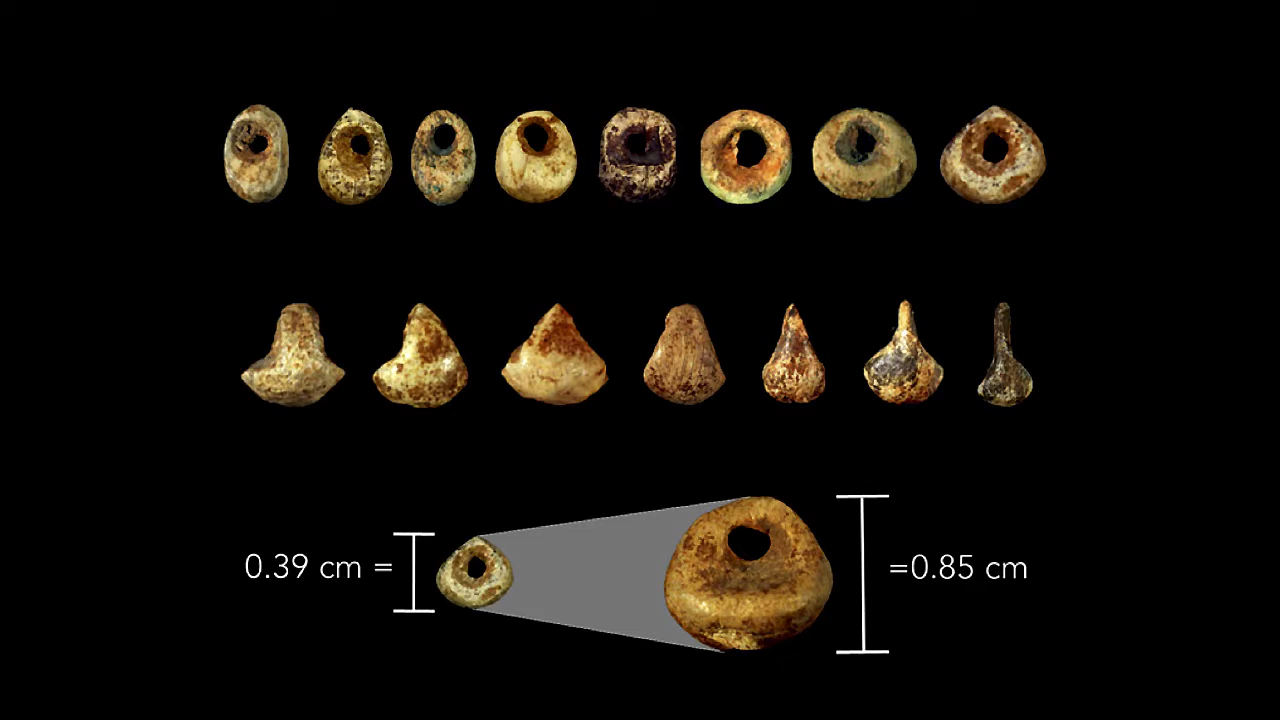 0.39 cm =
=0.85 cm